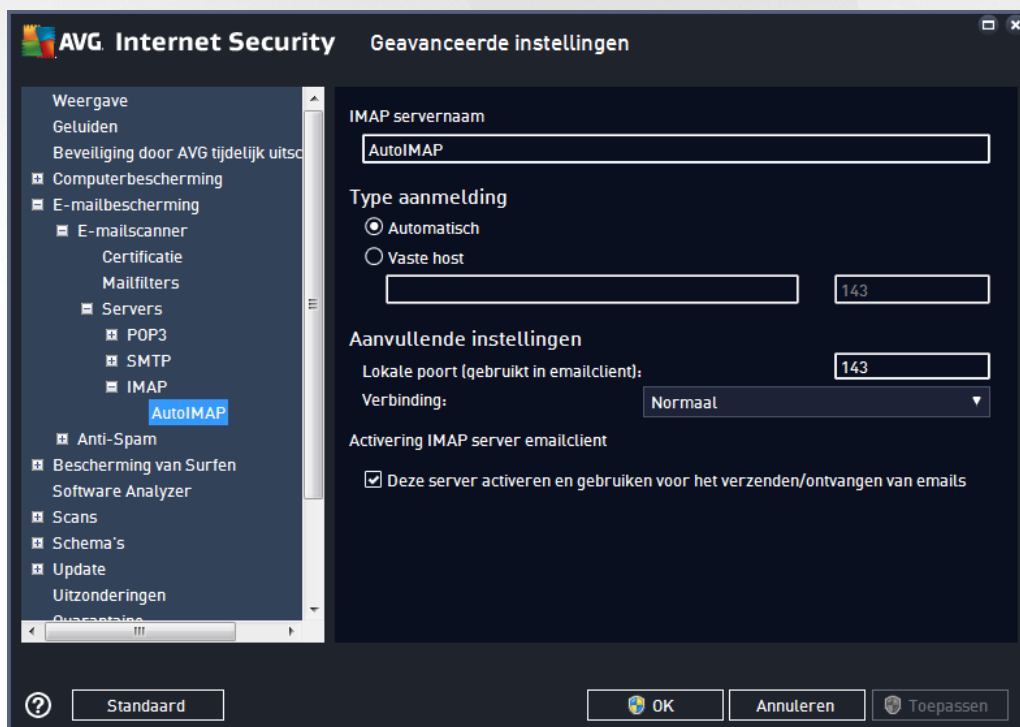 AVG. Internet Security Geavanceerde instellingen
Weergave
Geluiden
Beveiliging door AVG tijdelijk uitsc
Computerbescherming
E-mailbescherming
E-mailscanner
Certificatie
Mailfilters
Servers
POP3
SMTP
IMAP
AutoIMAP
Anti-Spam
Bescherming van Surfen
Software Analyzer
Scans
Schema's
Update
Uitzonderingen
Quarantaine
IMAP servernaam
AutoIMAP
Type aanmelding
Automatisch
Vaste host
143
Aanvullende instellingen
Lokale poort (gebruikt in emailclient): 143
Verbinding: Normaal
Activering IMAP server emailclient
Deze server activeren en gebruiken voor het verzenden/ontvangen van emails
? Standaard OK Annuleren Toepassen